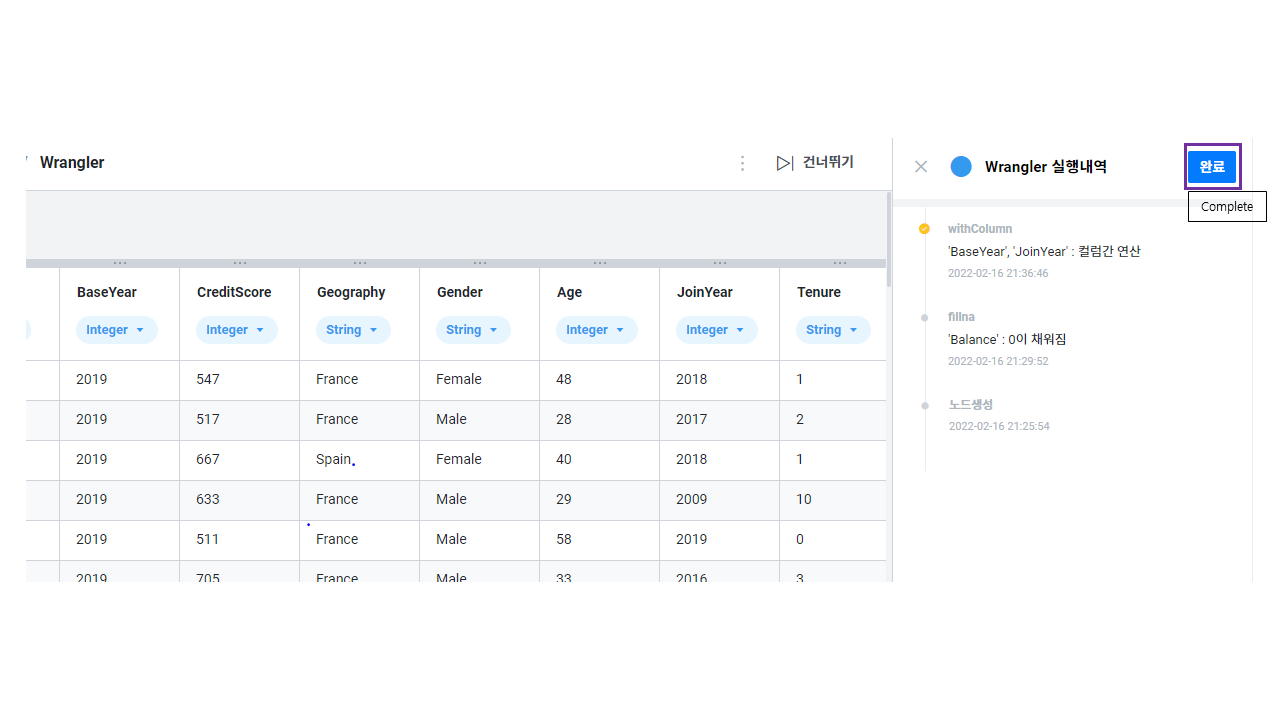 Wrangler
건너뛰기
Wrangler 실행내역
완료
Complete
BaseYear CreditScore Geography Gender Age JoinYear Tenure
Integer Integer String String Integer Integer String
2019 547 France Female 48 2018 1
2019 517 France Male 28 2017 2
2019 667 Spain Female 40 2018 1
2019 633 France Male 29 2009 10
2019 511 France Male 58 2019 0
2019 705 France Male 33 2016 3
withColumn
'BaseYear', 'JoinYear' : 컬럼간 연산
2022-02-16 21:36:46
fillna
'Balance' : 0이 채워짐
2022-02-16 21:29:52
노드생성
2022-02-16 21:25:54